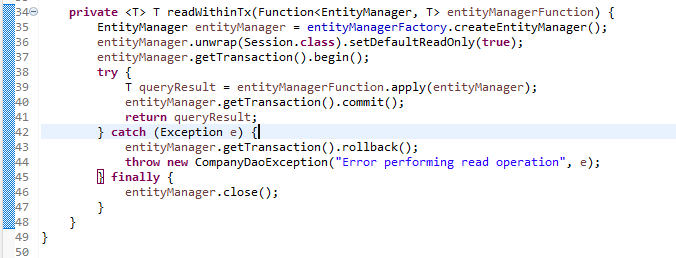 34 private <T> T readWithinTx(Function<EntityManager, T> entityManagerFunction) {
35 EntityManager entityManager = entityManagerFactory.createEntityManager();
36 entityManager.unwrap(Session.class).setDefaultReadOnly(true);
37 entityManager.getTransaction().begin();
38 try {
39 T queryResult = entityManagerFunction.apply(entityManager);
40 entityManager.getTransaction().commit();
41 return queryResult;
42 } catch (Exception e) {
43 entityManager.getTransaction().rollback();
44 throw new CompanyDaoException("Error performing read operation", e);
45 } finally {
46 entityManager.close();
47 }
48 }
49 }
50